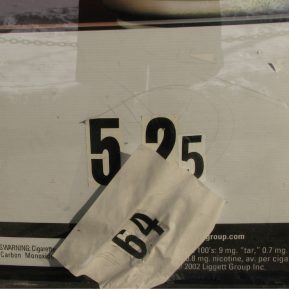 5 25
64
group.com
WARNING: Cigarette
Carbon Monoxide
100's: 9 mg. "tar," 0.7 mg
.8 mg. nicotine, av. per ciga
2002 Liggett Group Inc.